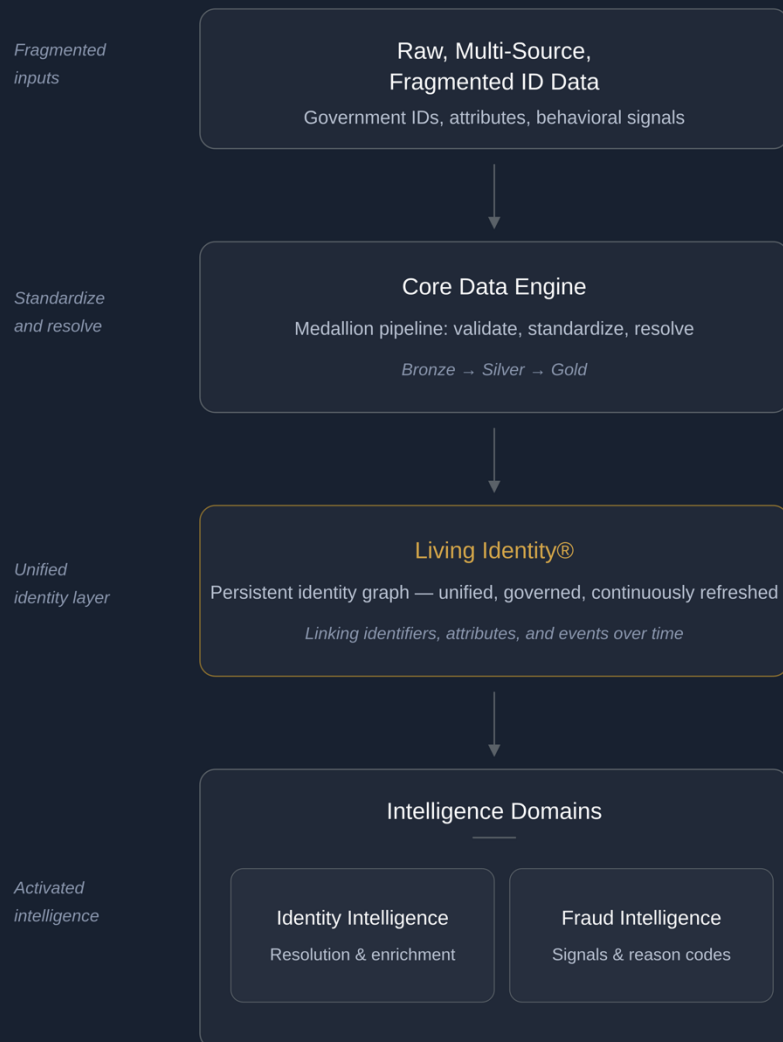 Fragmented
inputs
Raw, Multi-Source,
Fragmented ID Data
Government IDs, attributes, behavioral signals
Standardize
and resolve
Core Data Engine
Medallion pipeline: validate, standardize, resolve
Bronze → Silver → Gold
Unified
identity layer
Living Identity®
Persistent identity graph — unified, governed, continuously refreshed
Linking identifiers, attributes, and events over time
Intelligence Domains
Activated
intelligence
Identity Intelligence
Resolution & enrichment
Fraud Intelligence
Signals & reason codes